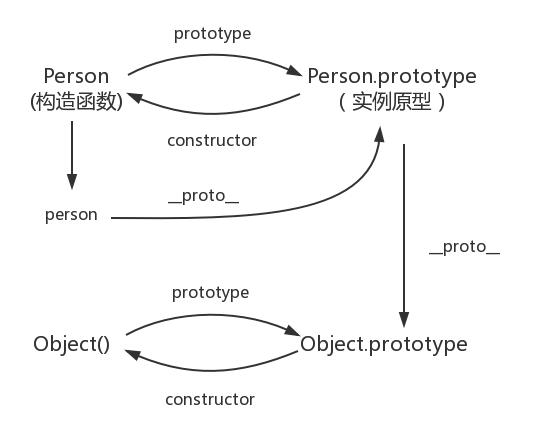 prototype
Person
Person.prototype
(构造函数)
（实例原型）
constructor
__proto__
person
__proto__
prototype
Object()
Object.prototype
constructor